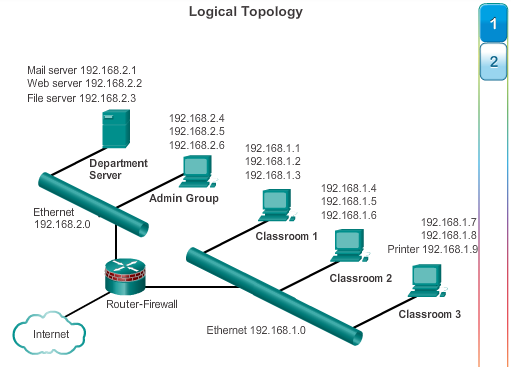 Logical Topology
1
2
Mail server 192.168.2.1
Web server 192.168.2.2
File server 192.168.2.3
192.168.2.4
192.168.2.5
192.168.2.6
Department
Server
Admin Group
192.168.1.1
192.168.1.2
192.168.1.3
Classroom 1
192.168.1.4
192.168.1.5
192.168.1.6
Classroom 2
192.168.1.7
192.168.1.8
Printer 192.168.1.9
Classroom 3
Ethernet
192.168.2.0
Router-Firewall
Internet
Ethernet 192.168.1.0